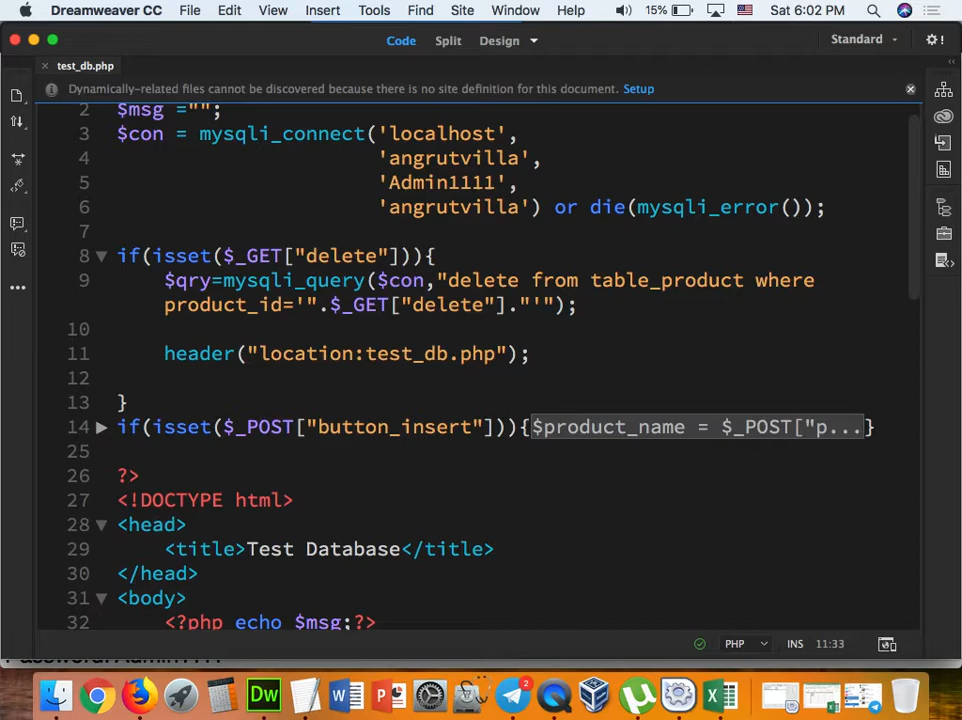 Dreamweaver CC File Edit View Insert Tools Find Site Window Help 15% Sat 6:02 PM
Code Split Design Standard
test_db.php
Dynamically-related files cannot be discovered because there is no site definition for this document. Setup
2 $msg ="";
3 $con = mysqli_connect('localhost',
4 'angrutvilla',
5 'Admin1111',
6 'angrutvilla') or die(mysqli_error());
7
8 if(isset($_GET["delete"])){
9 $qry=mysqli_query($con,"delete from table_product where
product_id='".$_GET["delete"]."'");
10
11 header("location:test_db.php");
12
13 }
14 if(isset($_POST["button_insert"])){$product_name = $_POST["p...}
25
26 ?>
27 <!DOCTYPE html>
28 <head>
29 <title>Test Database</title>
30 </head>
31 <body>
32 <?php echo $msg;?>
PHP INS 11:33
Dw 2